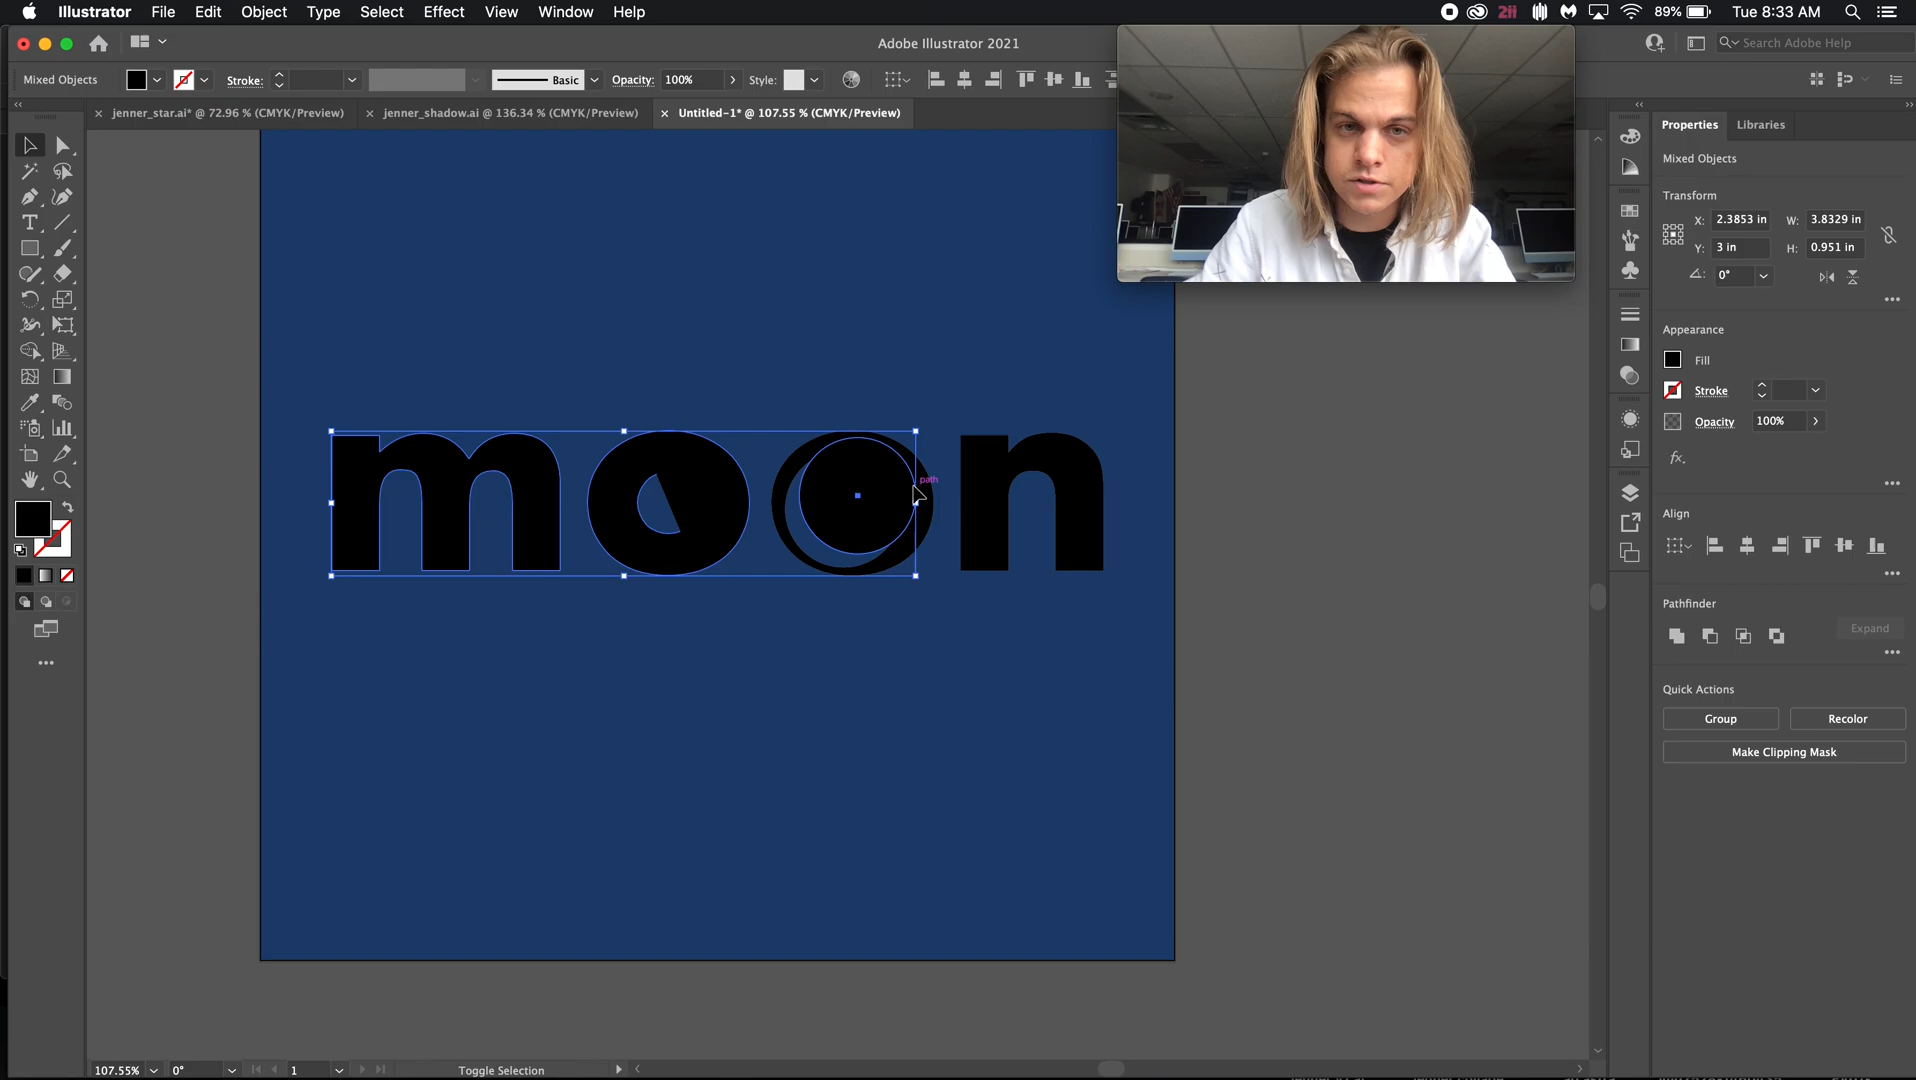 Illustrator File Edit Object Type Select Effect View Window Help
89% Tue 8:33 AM
Adobe Illustrator 2021
Search Adobe Help
Mixed Objects Stroke: Basic Opacity: 100% Style:
jenner_star.ai* @ 72.96 % (CMYK/Preview) jenner_shadow.ai @ 136.34 % (CMYK/Preview) Untitled-1* @ 107.55 % (CMYK/Preview)
Properties Libraries
Mixed Objects
Transform
X: 2.3853 in W: 3.8329 in
Y: 3 in H: 0.951 in
0°
Appearance
Fill
Stroke
Opacity 100%
fx.
Align
Pathfinder
Expand
Quick Actions
Group Recolor
Make Clipping Mask
path
moon
107.55% 0° 1 Toggle Selection